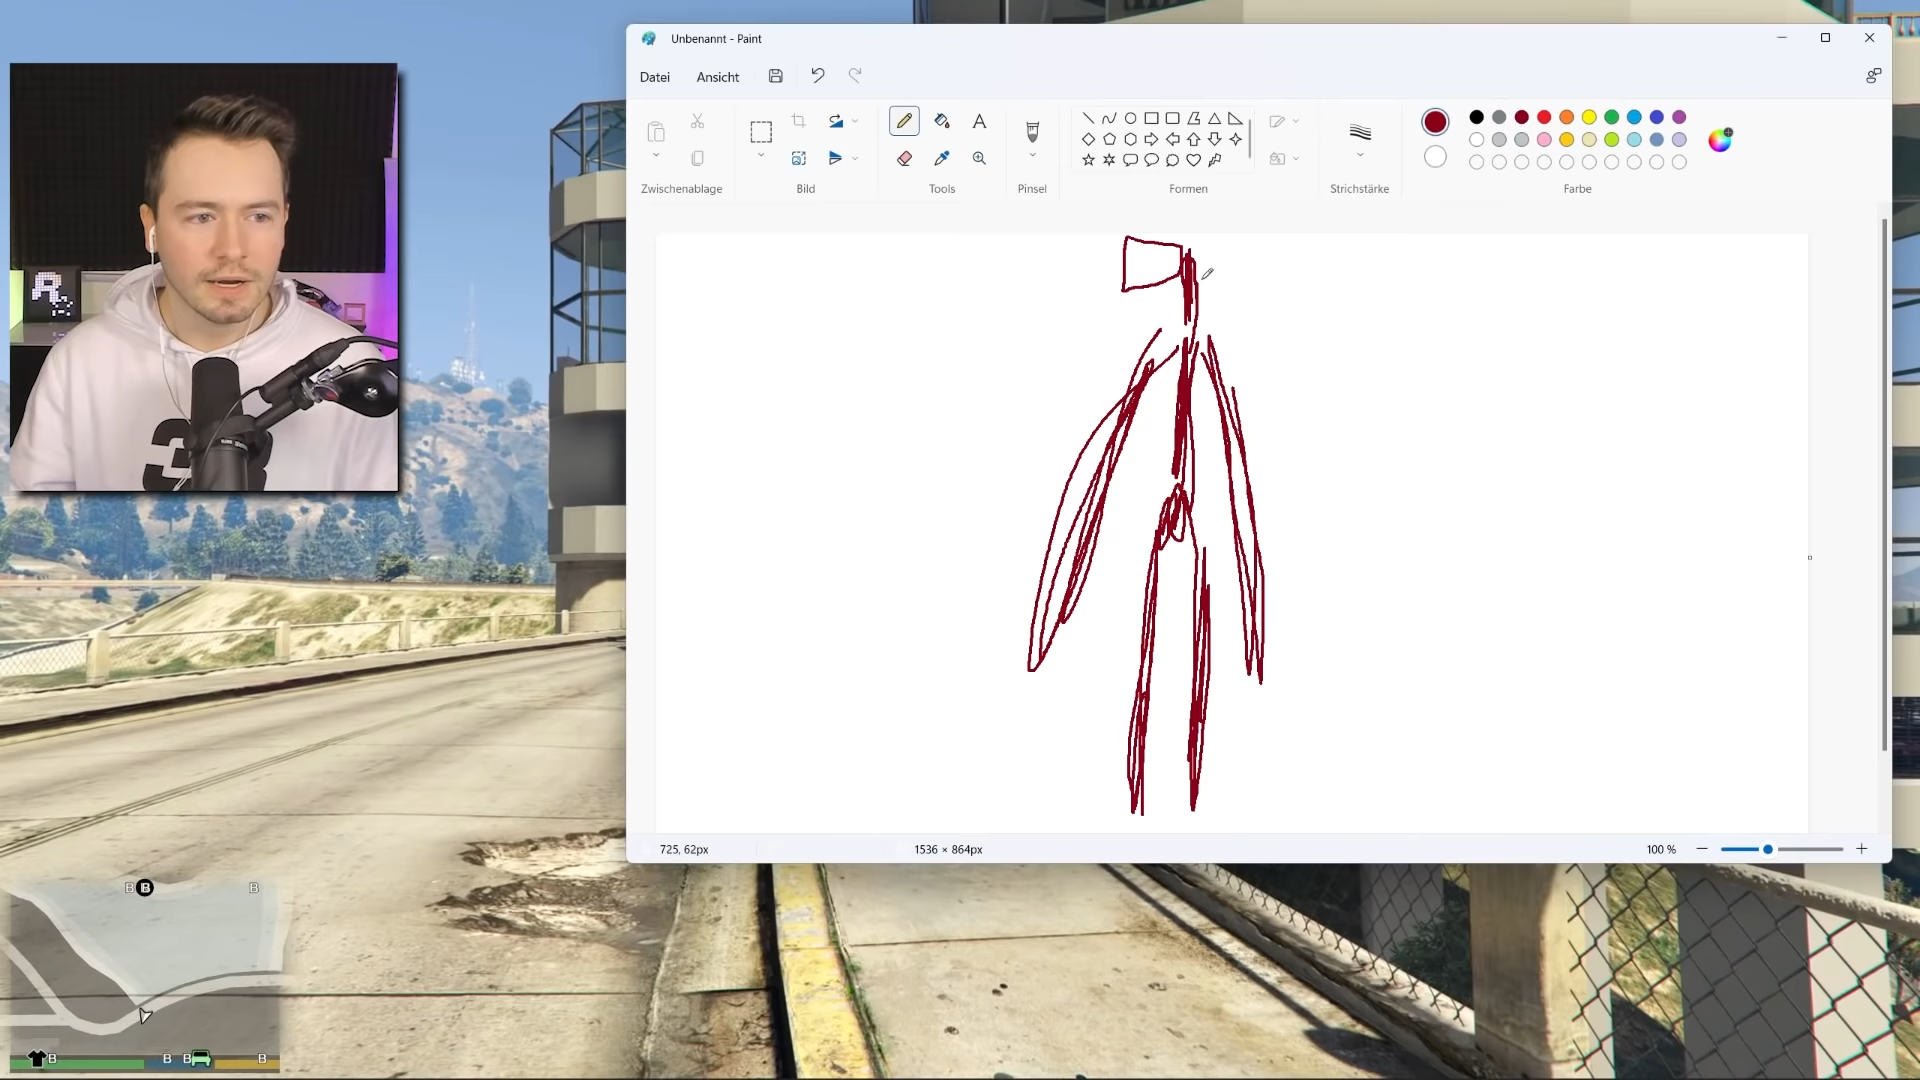 Unbenannt - Paint
Datei Ansicht
A
Zwischenablage Bild Tools Pinsel Formen Strichstärke Farbe
725, 62px 1536 × 864px 100 %
B B B
B B B B